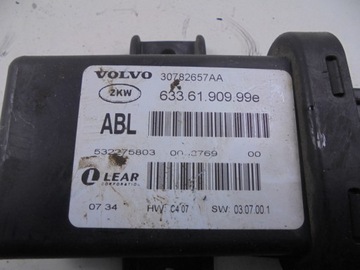 VOLVO 30782657AA
ZKW 633.61.909.99e
ABL
532275803 00 00
LEAR
CORPORATION
07 34 HW: 04.07 SW: 03.07.00.1